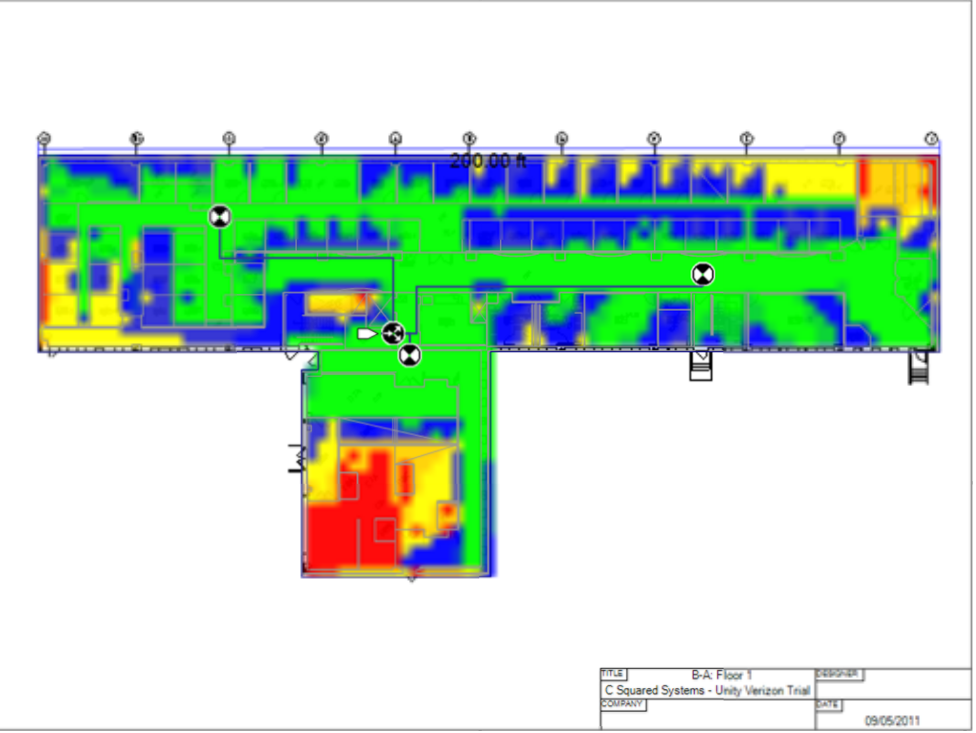 200.00 ft
TITLE
B-A: Floor 1
DESIGNER
C Squared Systems - Unity Verizon Trial
COMPANY
DATE
09/05/2011